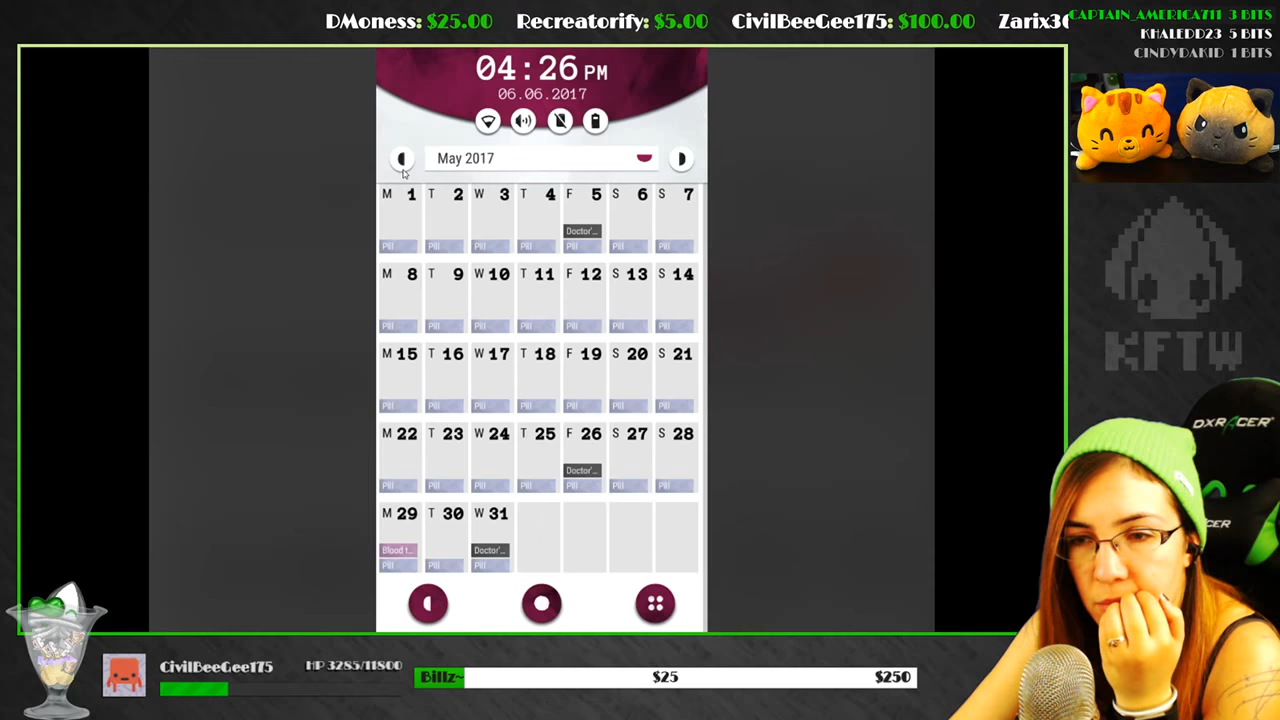 DMoness: $25.00 Recreatorify: $5.00 CivilBeeGee175: $100.00
CAPTAIN_AMERICA711 3 BITS
KHALEDD23 5 BITS
CINDYDAKID 1 BITS
04:26 PM
06.06.2017
May 2017
M 1 T 2 W 3 T 4 F 5 S 6 S 7
Doctor'...
Pill Pill Pill Pill Pill Pill Pill
M 8 T 9 W 10 T 11 F 12 S 13 S 14
Pill Pill Pill Pill Pill Pill Pill
M 15 T 16 W 17 T 18 F 19 S 20 S 21
Pill Pill Pill Pill Pill Pill Pill
M 22 T 23 W 24 T 25 F 26 S 27 S 28
Doctor'...
Pill Pill Pill Pill Pill Pill Pill
M 29 T 30 W 31
Blood t... Doctor'...
Pill Pill Pill
KFTW
DXRACER
CER
CivilBeeGee175 HP 3285/11800
Billz~ $25 $250